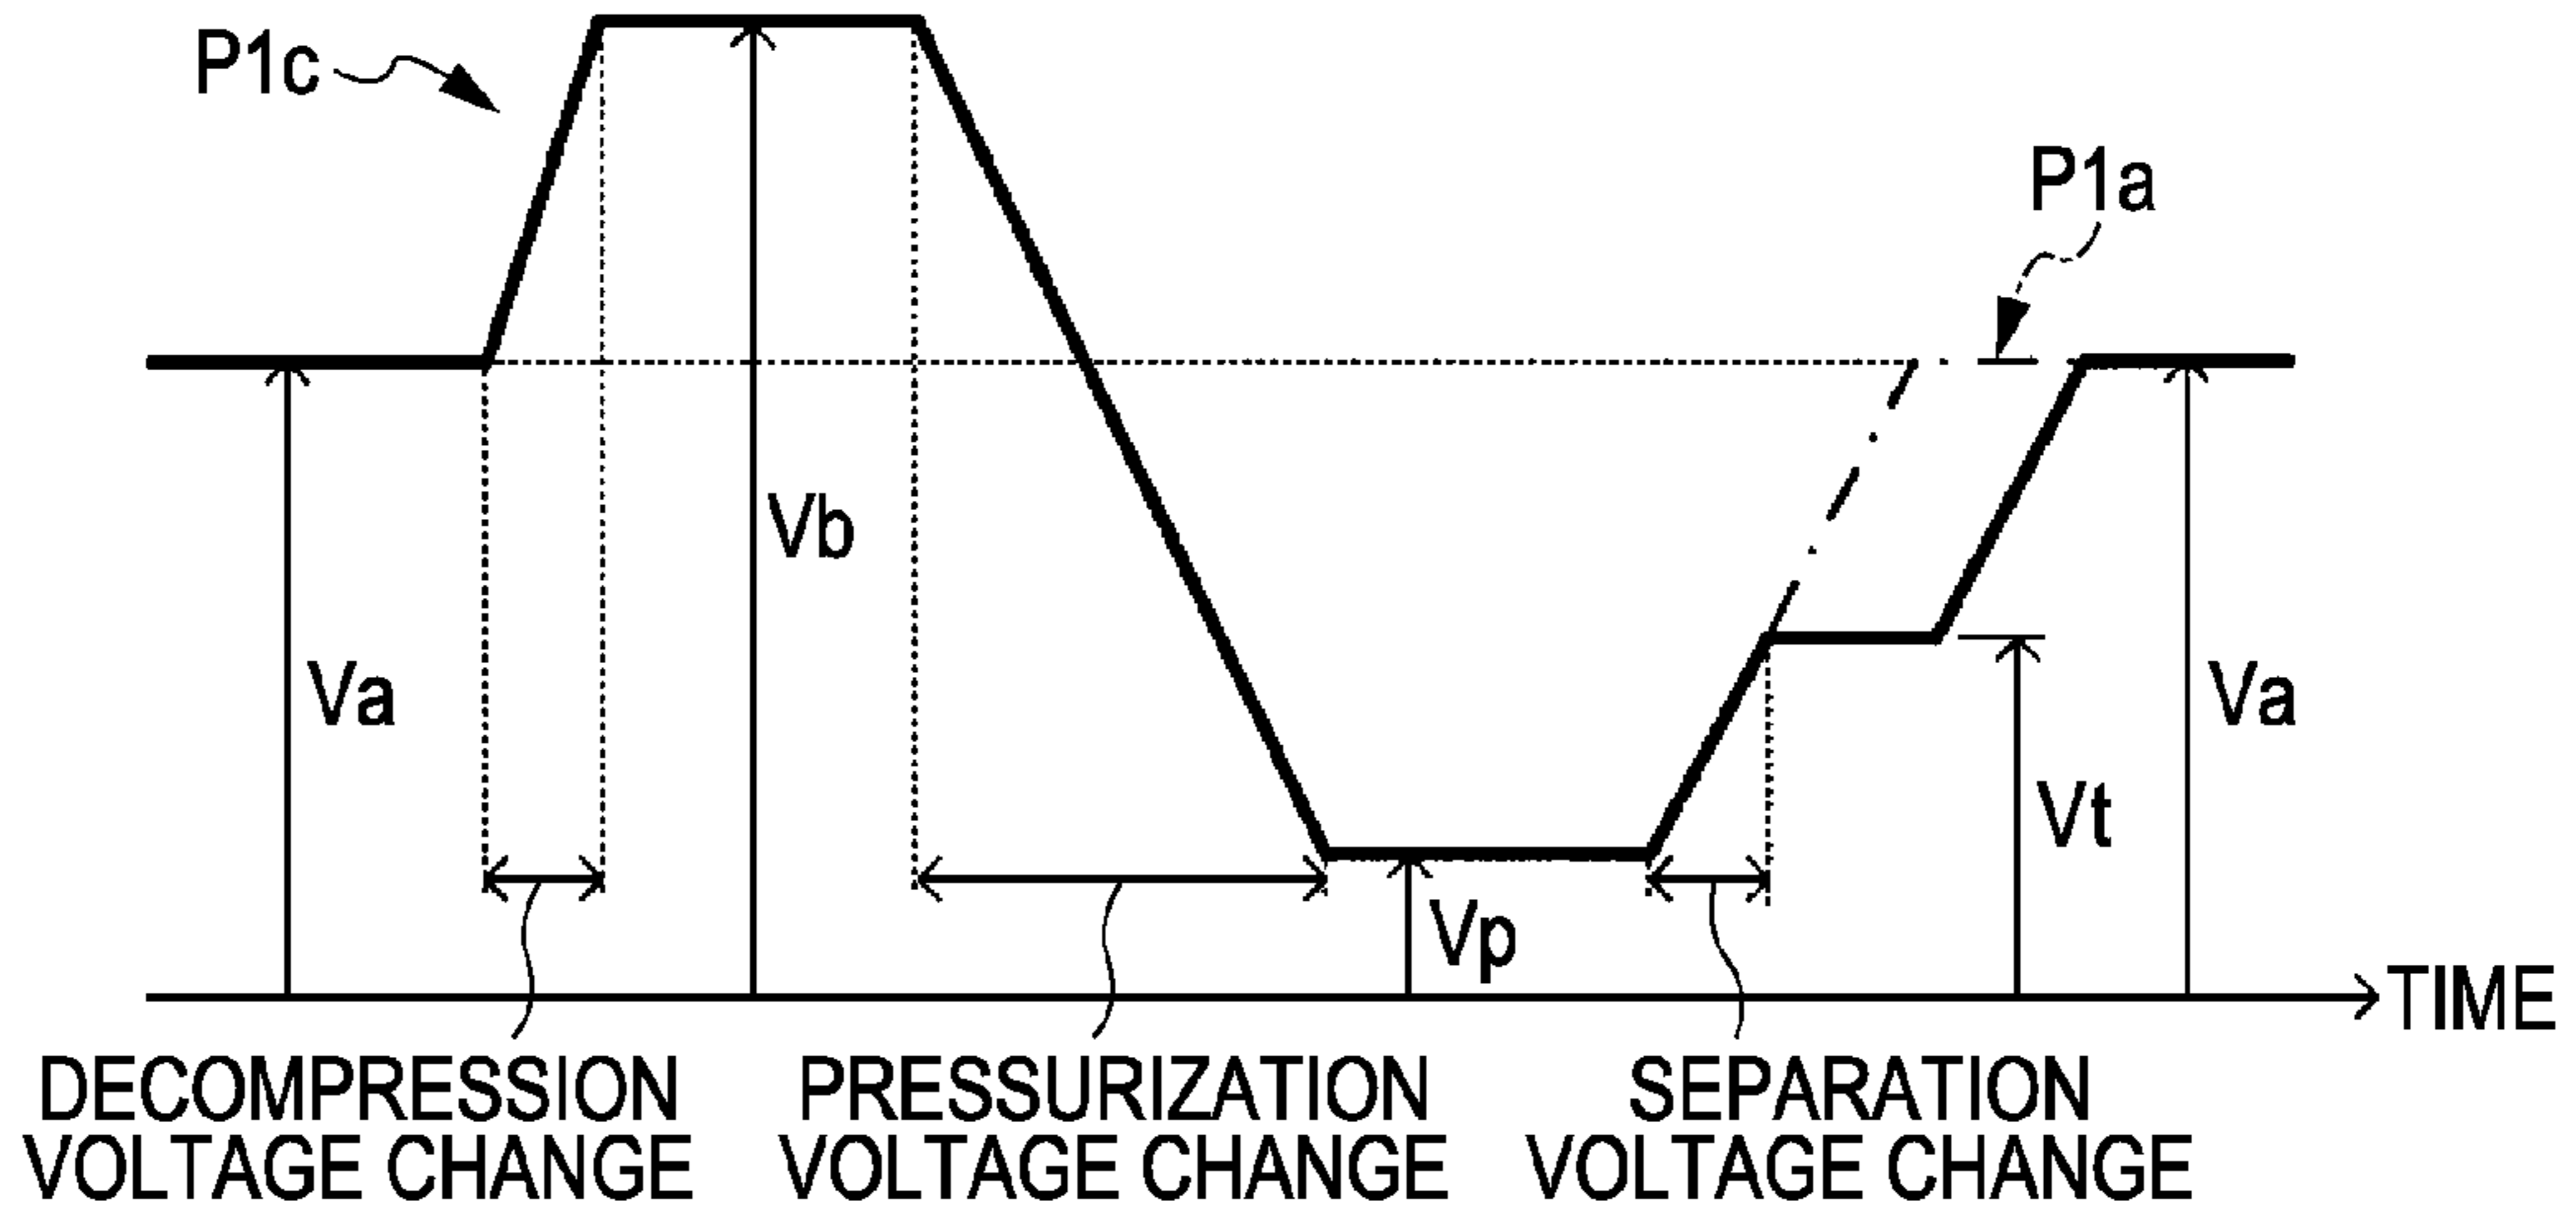 P1c
P1a
Vb
Va
Va
Vt
Vp
TIME
DECOMPRESSION
VOLTAGE CHANGE
PRESSURIZATION
VOLTAGE CHANGE
SEPARATION
VOLTAGE CHANGE